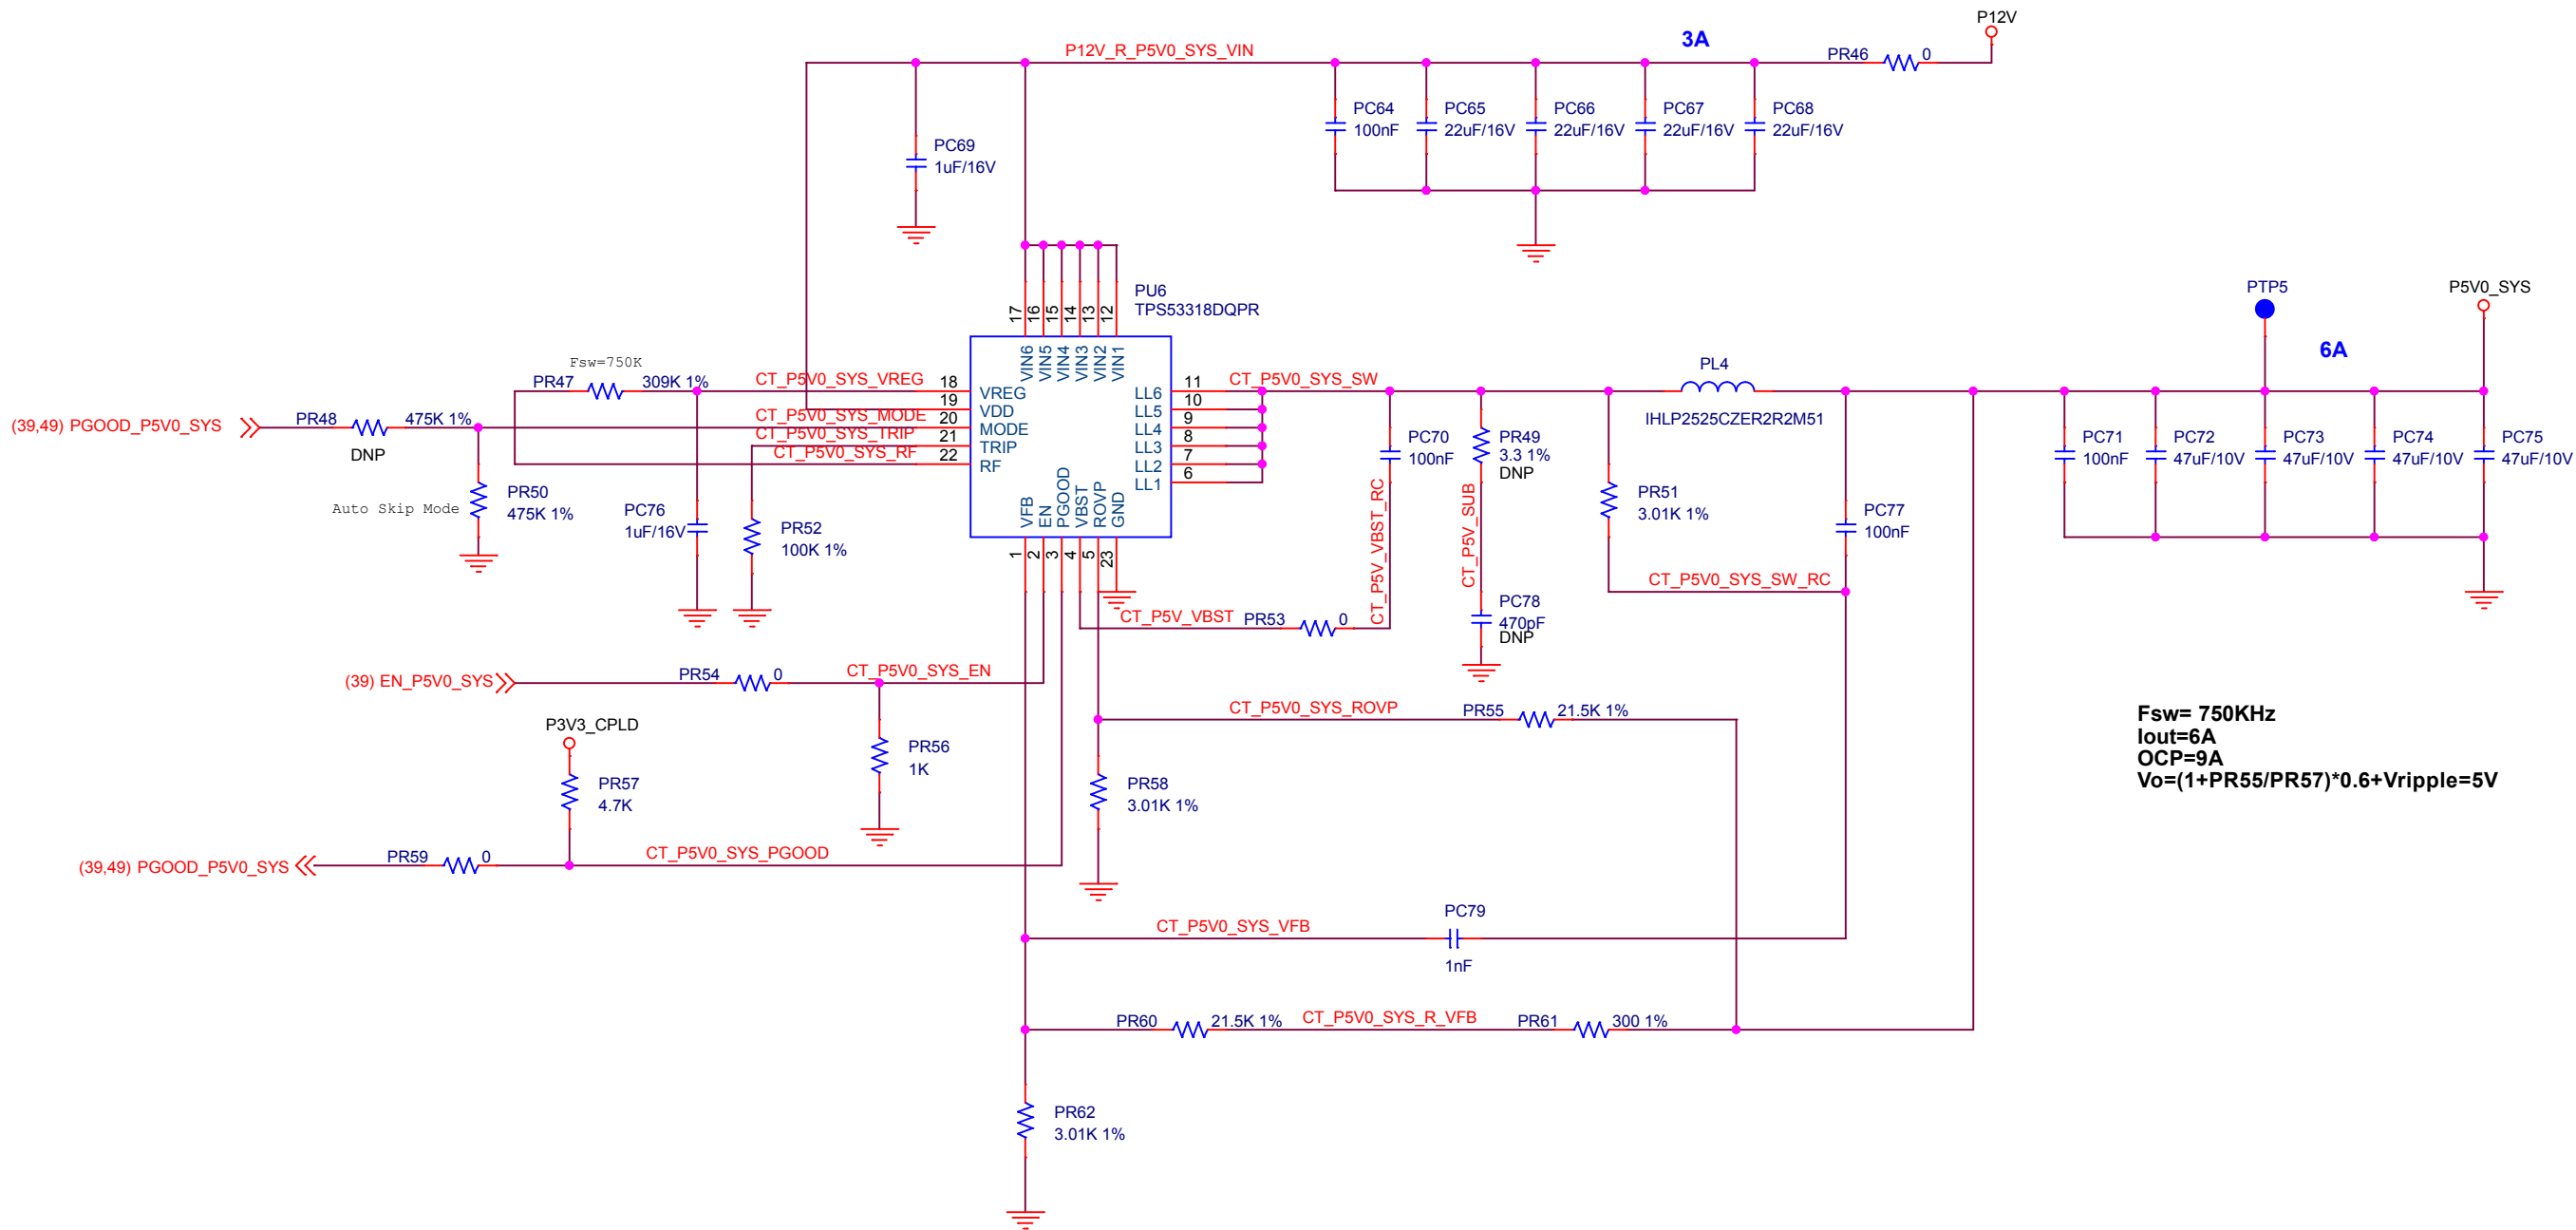 P12V
3A
P12V_R_P5V0_SYS_VIN
PR46
0
PC64
100nF
PC65
22uF/16V
PC66
22uF/16V
PC67
22uF/16V
PC68
22uF/16V
PC69
1uF/16V
PU6
TPS53318DQPR
17
16
15
14
13
12
VIN6
VIN5
VIN4
VIN3
VIN2
VIN1
PTP5
P5V0_SYS
6A
Fsw=750K
PR47
309K 1%
CT_P5V0_SYS_VREG
18
VREG
19
VDD
CT_P5V0_SYS_MODE
20
MODE
CT_P5V0_SYS_TRIP
21
TRIP
CT_P5V0_SYS_RF
22
RF
LL6
11
LL5
10
LL4
9
LL3
8
LL2
7
LL1
6
CT_P5V0_SYS_SW
PL4
IHLP2525CZER2R2M51
(39,49) PGOOD_P5V0_SYS
PR48
475K 1%
DNP
PC70
100nF
PR49
3.3 1%
DNP
PC71
100nF
PC72
47uF/10V
PC73
47uF/10V
PC74
47uF/10V
PC75
47uF/10V
Auto Skip Mode
PR50
475K 1%
PC76
1uF/16V
PR52
100K 1%
VFB
EN
PGOOD
VBST
ROVP
GND
1
2
3
4
5
23
CT_P5V_VBST_RC
CT_P5V_SUB
PR51
3.01K 1%
PC77
100nF
CT_P5V0_SYS_SW_RC
CT_P5V_VBST
PR53
0
PC78
470pF
DNP
(39) EN_P5V0_SYS
PR54
0
CT_P5V0_SYS_EN
CT_P5V0_SYS_ROVP
PR55
21.5K 1%
P3V3_CPLD
PR56
1K
PR57
4.7K
PR58
3.01K 1%
Fsw= 750KHz
Iout=6A
OCP=9A
Vo=(1+PR55/PR57)*0.6+Vripple=5V
(39,49) PGOOD_P5V0_SYS
PR59
0
CT_P5V0_SYS_PGOOD
CT_P5V0_SYS_VFB
PC79
1nF
PR60
21.5K 1%
CT_P5V0_SYS_R_VFB
PR61
300 1%
PR62
3.01K 1%